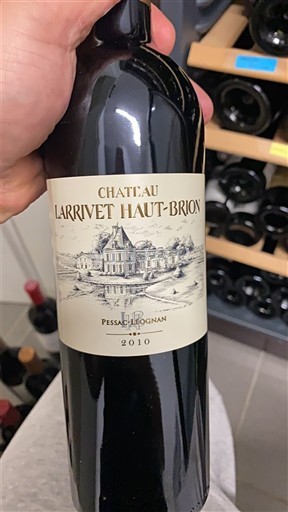 CHATEAU
LARRIVET HAUT-BRION
PESSAC-LÉOGNAN
2010